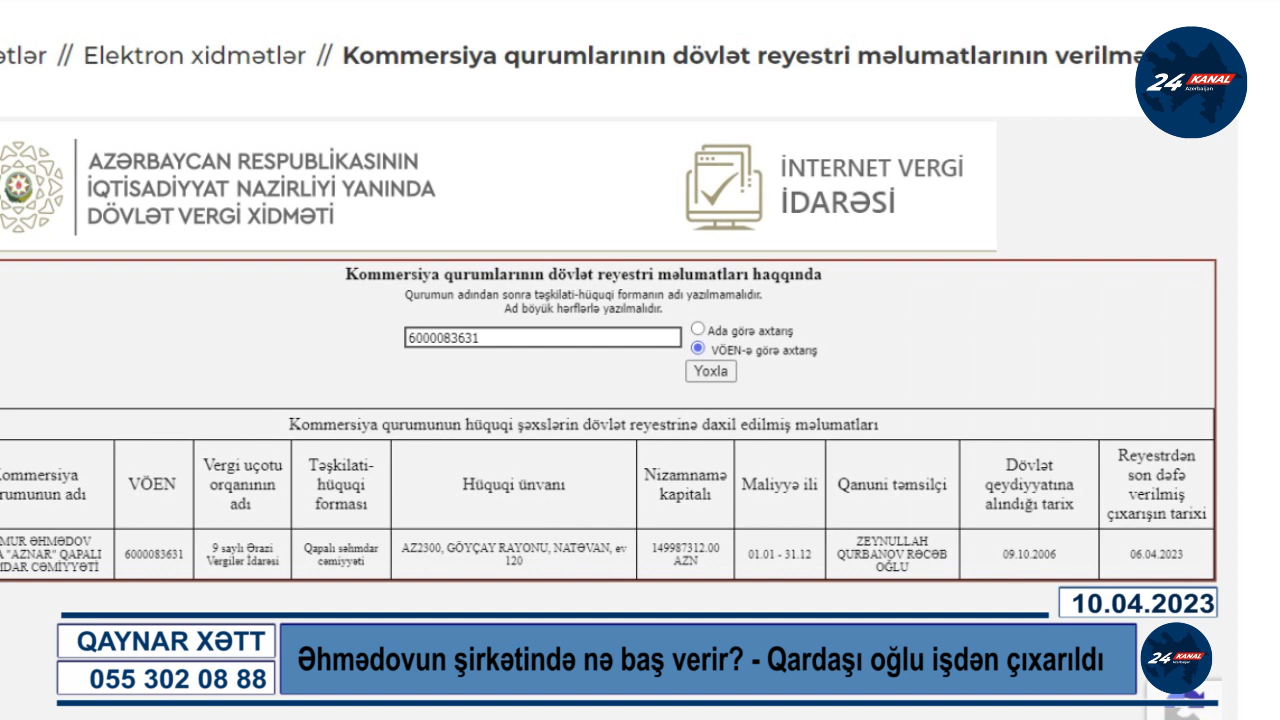 ətlər // Elektron xidmətlər // Kommersiya qurumlarının dövlət reyestri məlumatlarının verilmə
24 KANAL
Azerbaijan
AZƏRBAYCAN RESPUBLİKASININ
İQTİSADİYYAT NAZİRLİYİ YANINDA
DÖVLƏT VERGİ XİDMƏTİ
İNTERNET VERGİ
İDARƏSİ
Kommersiya qurumlarının dövlət reyestri məlumatları haqqında
Qurumun adından sonra təşkilati-hüquqi formanın adı yazılmamalıdır.
Ad böyük hərflərlə yazılmalıdır.
6000083631
Ada görə axtarış
VÖEN-ə görə axtarış
Yoxla
Kommersiya qurumunun hüquqi şəxslərin dövlət reyestrinə daxil edilmiş məlumatları
ommersiya
rumunun adı
VÖEN
Vergi uçotu
orqanının
adı
Təşkilati-
hüquqi
forması
Hüquqi ünvanı
Nizamnamə
kapitalı
Maliyyə ili
Qanuni təmsilçi
Dövlət
qeydiyyatına
alındığı tarix
Reyestrdən
son dəfə
verilmiş
çıxarışın tarixi
MUR ƏHMƏDOV
A "AZNAR" QAPALI
MDAR CƏMİYYƏTİ
6000083631
9 saylı Ərazi
Vergilər İdarəsi
Qapalı səhmdar
cəmiyyəti
AZ2300, GÖYÇAY RAYONU, NATƏVAN, ev
120
149987312.00
AZN
01.01 - 31.12
ZEYNULLAH
QURBANOV RƏCƏB
OĞLU
09.10.2006
06.04.2023
10.04.2023
QAYNAR XƏTT
055 302 08 88
Əhmədovun şirkətində nə baş verir? - Qardaşı oğlu işdən çıxarıldı
24 KANAL
Azerbaijan